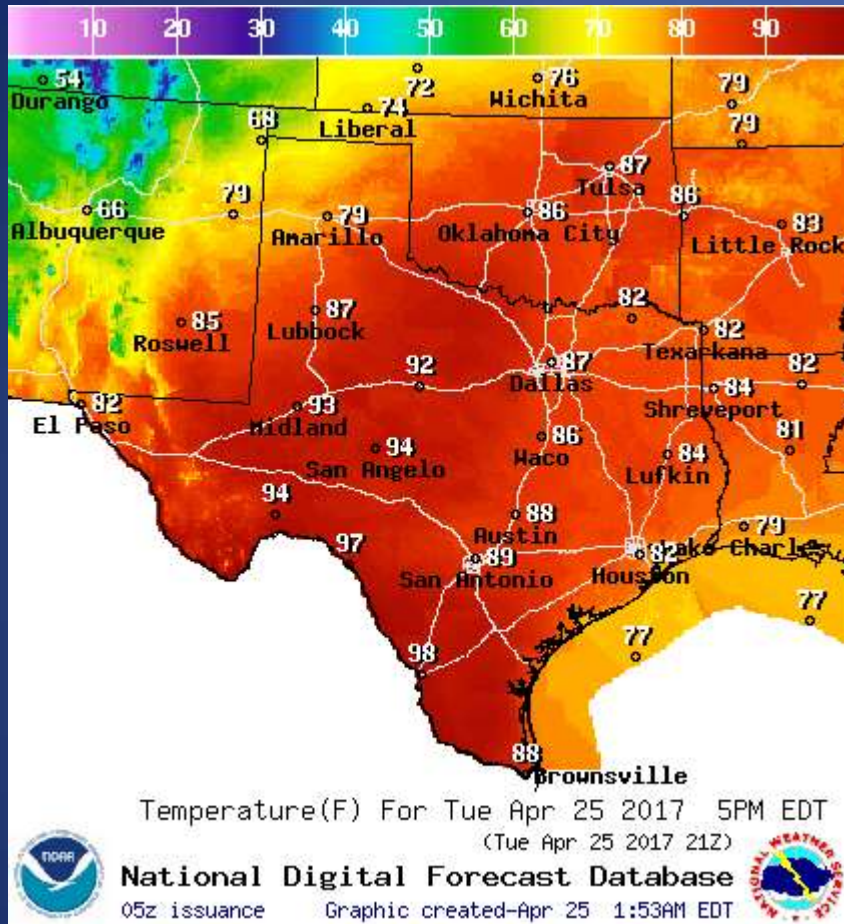 10 20 30 40 50 60 70 80 90
54
Durango
72
76
Wichita
79
74
Liberal
68
79
87
Tulsa
66
Albuquerque
79
79
Amarillo
86
Oklahoma City
86
83
Little Rock
85
Roswell
87
Lubbock
82
82
Texarkana
92
87
Dallas
82
84
Shreveport
82
El Paso
93
Midland
94
San Angelo
86
Waco
84
Lufkin
81
94
88
Austin
79
Lake Charles
97
89
San Antonio
82
Houston
77
77
98
88
Brownsville
Temperature(F) For Tue Apr 25 2017 5PM EDT
(Tue Apr 25 2017 21Z)
NOAA
National Digital Forecast Database
05z issuance Graphic created-Apr 25 1:53AM EDT
NATIONAL WEATHER SERVICE